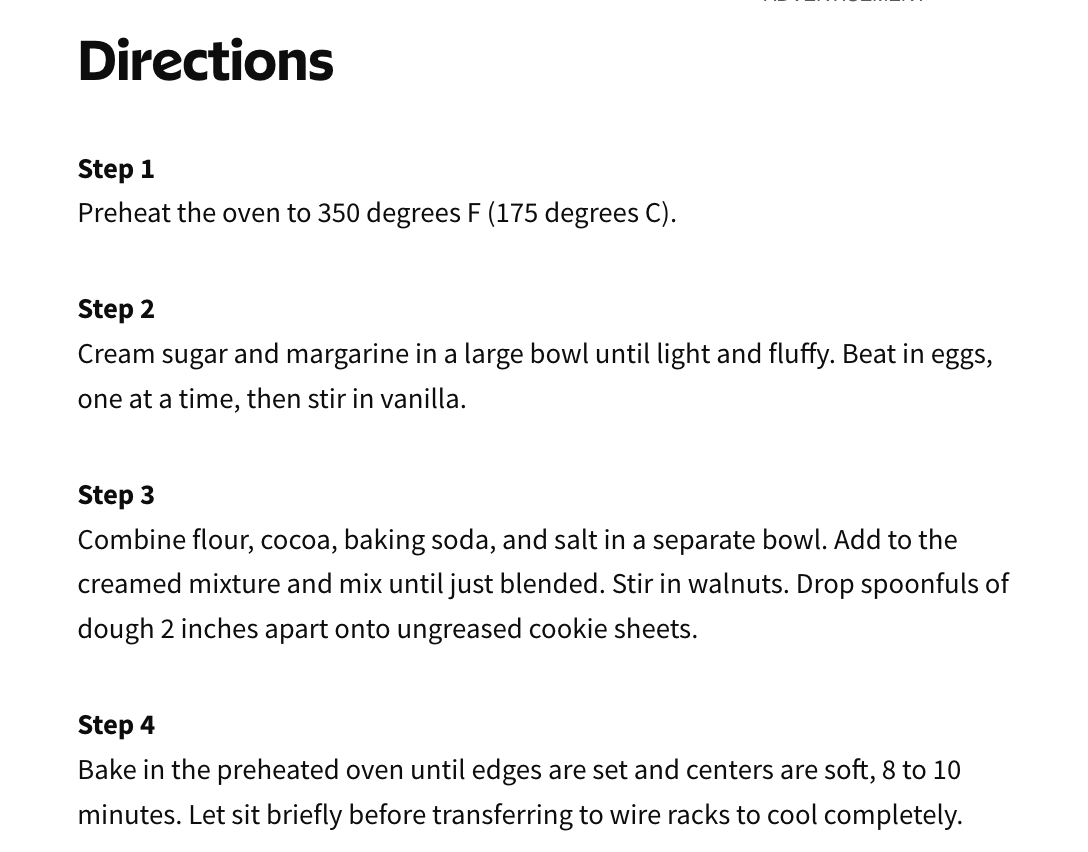 Directions
Step 1
Preheat the oven to 350 degrees F (175 degrees C).
Step 2
Cream sugar and margarine in a large bowl until light and fluffy. Beat in eggs,
one at a time, then stir in vanilla.
Step 3
Combine flour, cocoa, baking soda, and salt in a separate bowl. Add to the
creamed mixture and mix until just blended. Stir in walnuts. Drop spoonfuls of
dough 2 inches apart onto ungreased cookie sheets.
Step 4
Bake in the preheated oven until edges are set and centers are soft, 8 to 10
minutes. Let sit briefly before transferring to wire racks to cool completely.